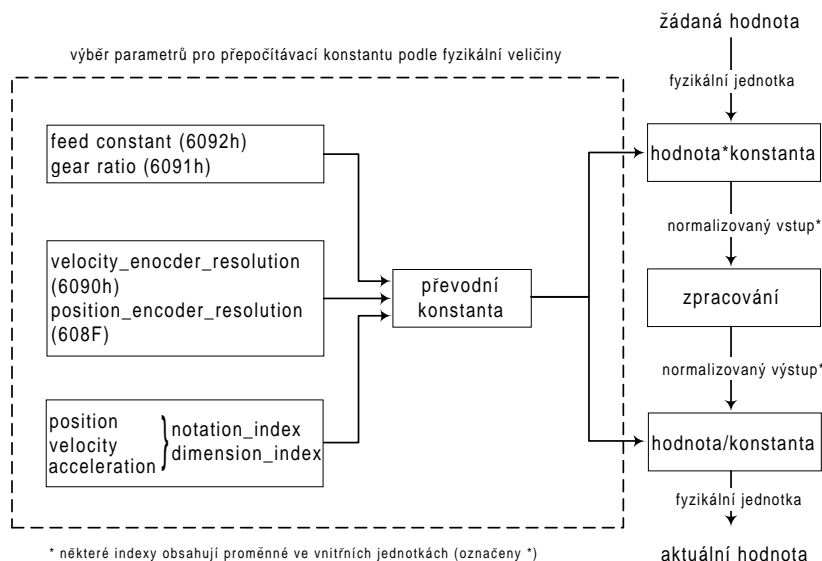 žádaná hodnota
výběr parametrů pro přepočítávací konstantu podle fyzikální veličiny
fyzikální jednotka
feed constant (6092h)
gear ratio (6091h)
hodnota*konstanta
normalizovaný vstup*
velocity_enocder_resolution
(6090h)
position_encoder_resolution
(608F)
převodní
konstanta
zpracování
normalizovaný výstup*
position
velocity
acceleration
} notation_index
dimension_index
hodnota/konstanta
fyzikální jednotka
* některé indexy obsahují proměnné ve vnitřních jednotkách (označeny *)
aktuální hodnota